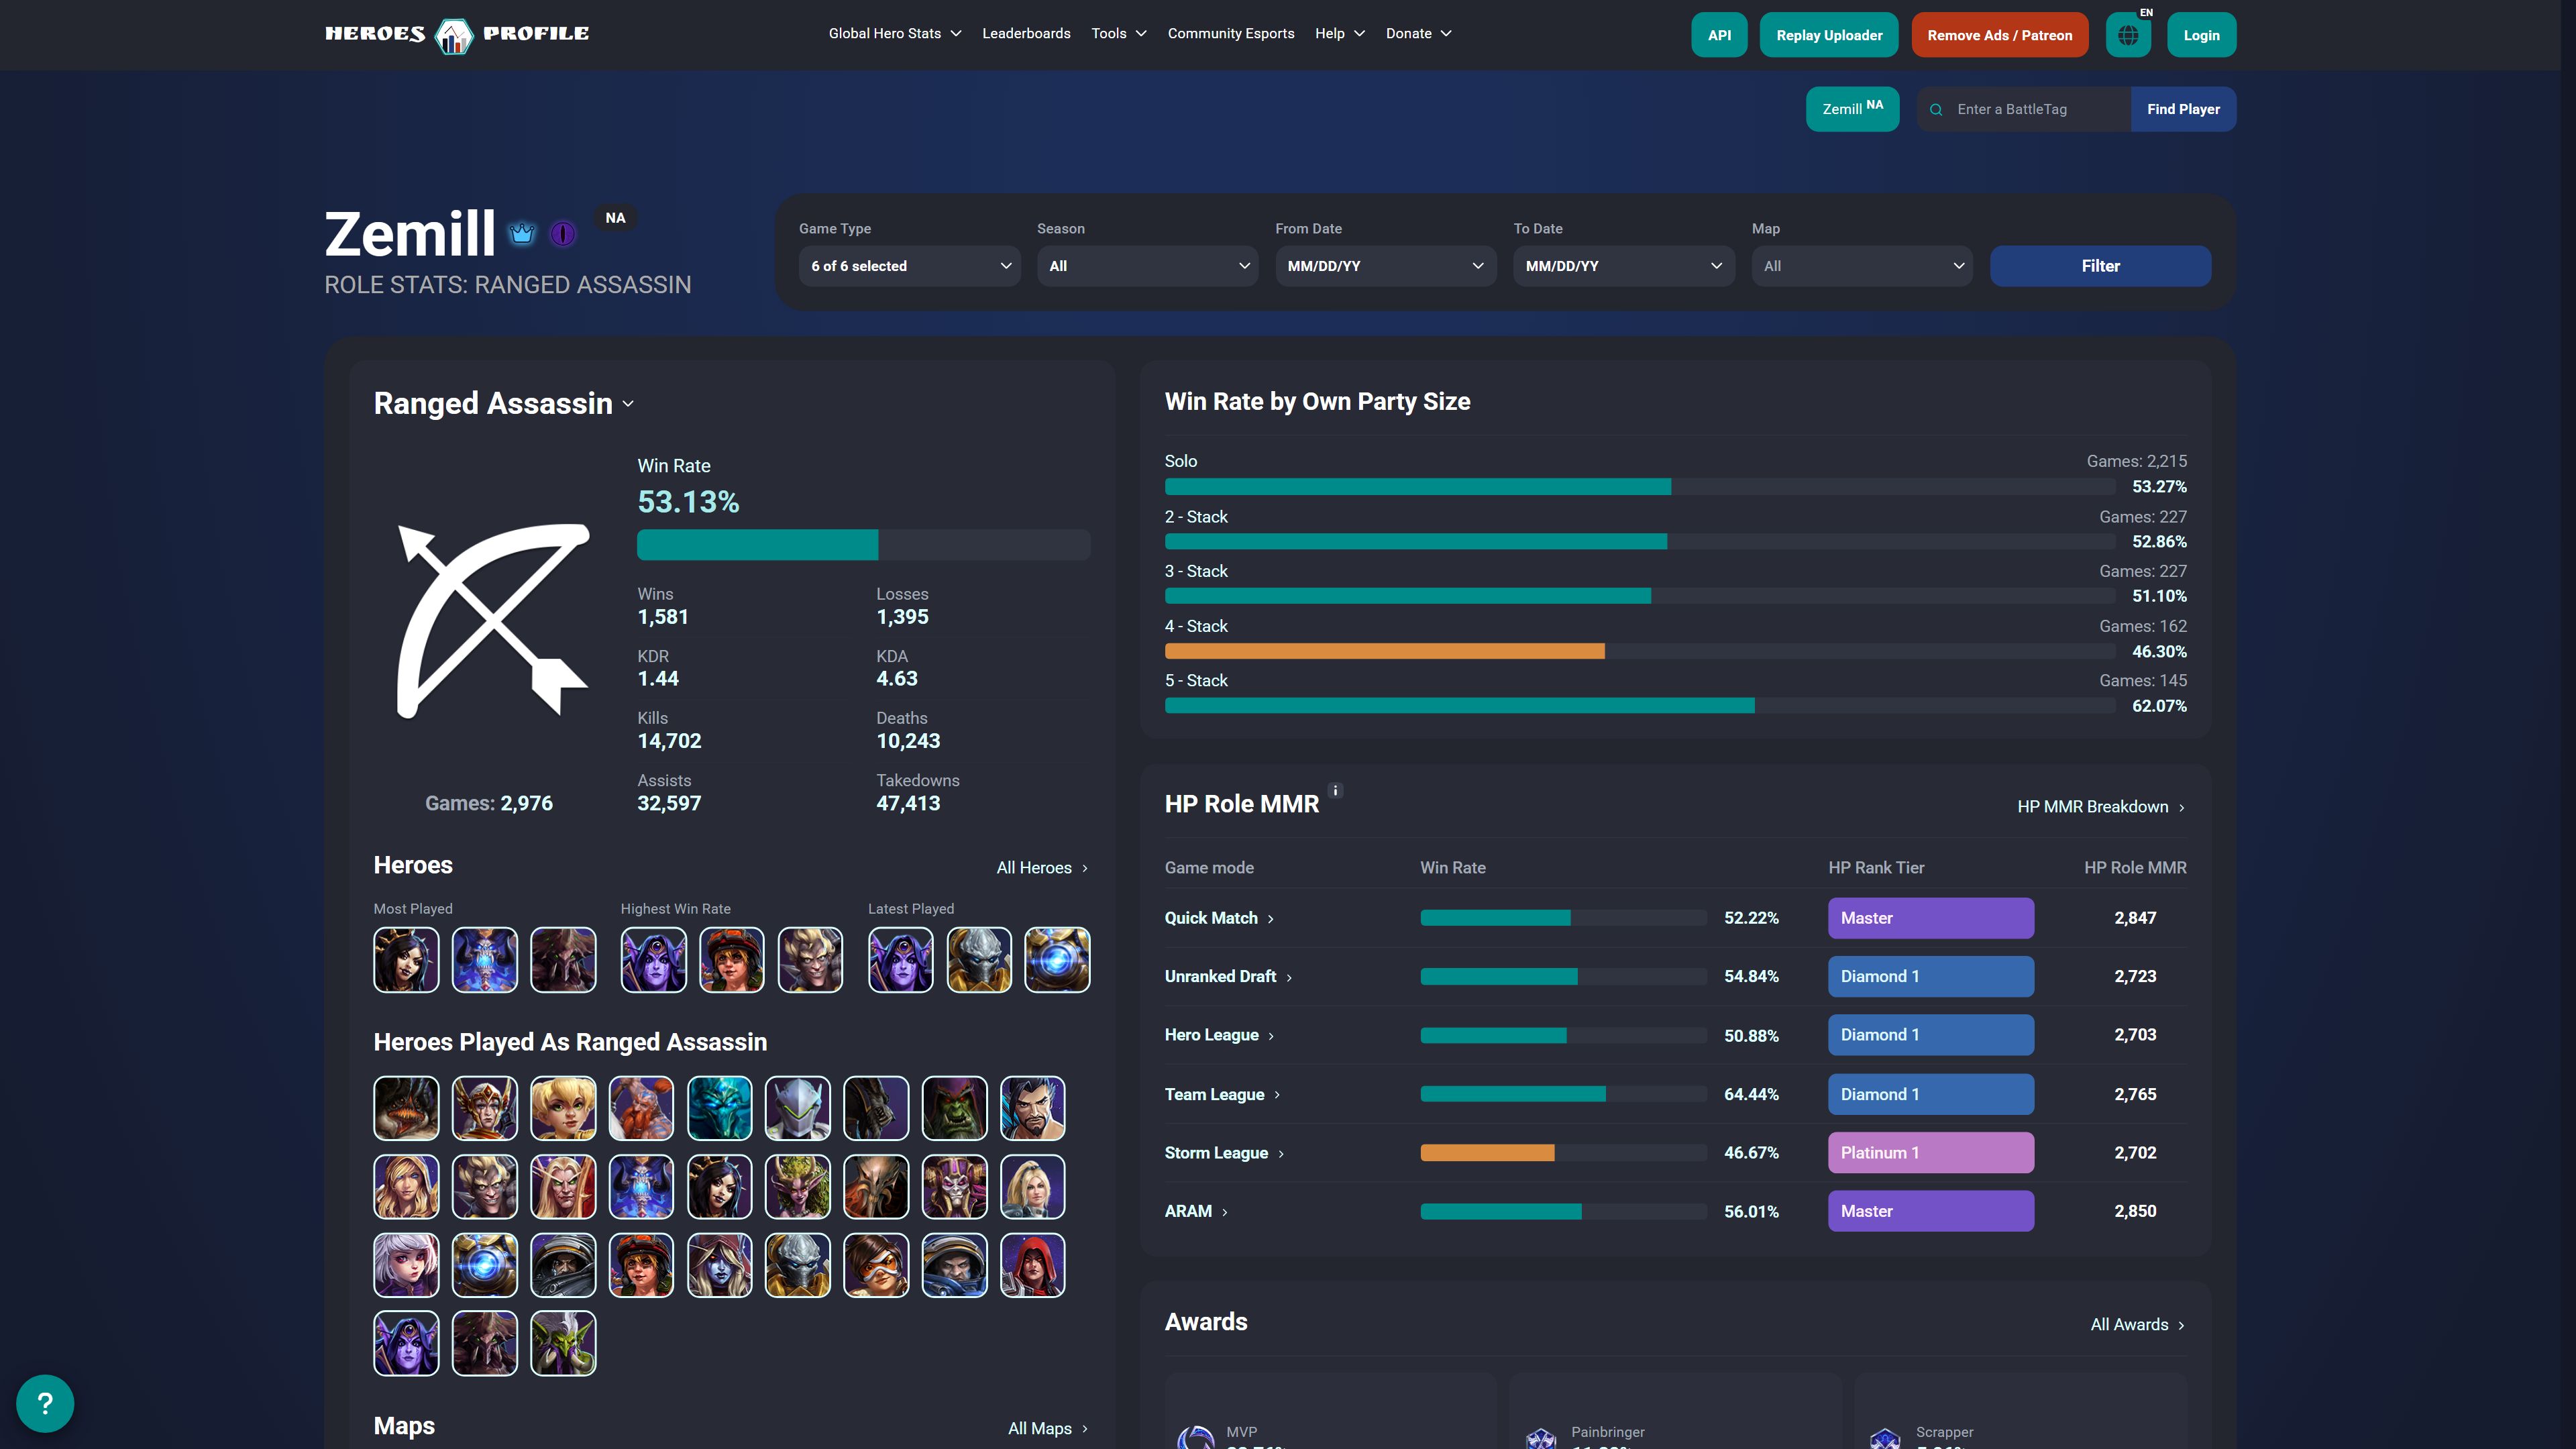 HEROES PROFILE
Global Hero Stats
Leaderboards
Tools
Community Esports
Help
Donate
API
Replay Uploader
Remove Ads / Patreon
EN
Login
Zemill NA
Enter a BattleTag
Find Player
Zemill
NA
ROLE STATS: RANGED ASSASSIN
Game Type
Season
From Date
To Date
Map
6 of 6 selected
All
MM/DD/YY
MM/DD/YY
All
Filter
Ranged Assassin
Win Rate
53.13%
Wins
Losses
1,581
1,395
KDR
KDA
1.44
4.63
Kills
Deaths
14,702
10,243
Assists
Takedowns
32,597
47,413
Games: 2,976
Heroes
All Heroes
Most Played
Highest Win Rate
Latest Played
Heroes Played As Ranged Assassin
Maps
All Maps
Win Rate by Own Party Size
Solo
Games: 2,215
53.27%
2 - Stack
Games: 227
52.86%
3 - Stack
Games: 227
51.10%
4 - Stack
Games: 162
46.30%
5 - Stack
Games: 145
62.07%
HP Role MMR
i
HP MMR Breakdown
Game mode
Win Rate
HP Rank Tier
HP Role MMR
Quick Match
52.22%
Master
2,847
Unranked Draft
54.84%
Diamond 1
2,723
Hero League
50.88%
Diamond 1
2,703
Team League
64.44%
Diamond 1
2,765
Storm League
46.67%
Platinum 1
2,702
ARAM
56.01%
Master
2,850
Awards
All Awards
MVP
Painbringer
Scrapper
?